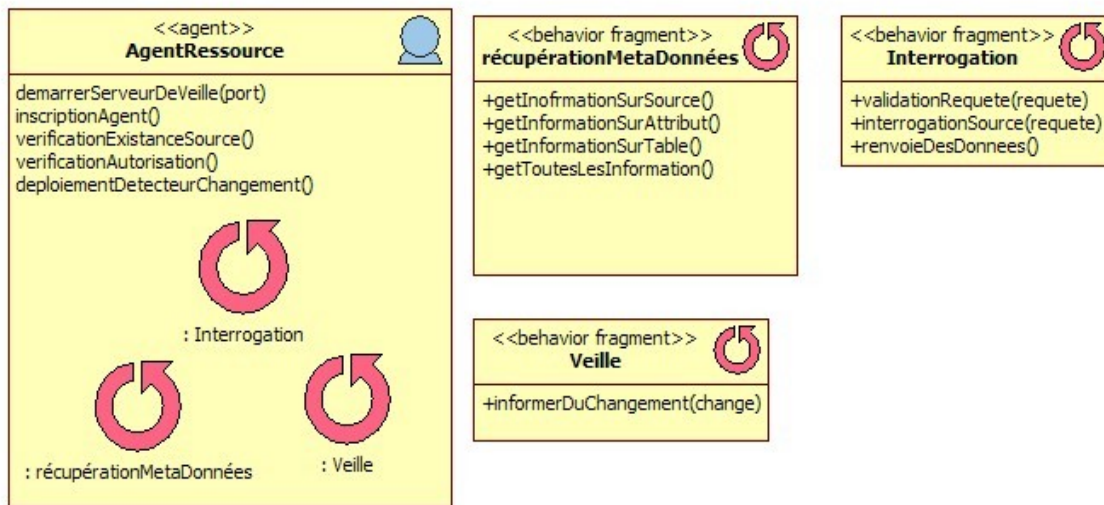 <<agent>>
AgentRessource
demarrerServeurDeVeille(port)
inscriptionAgent()
verificationExistanceSource()
verificationAutorisation()
deploiementDetecteurChangement()
: Interrogation
: récupérationMetaDonnées
: Veille
<<behavior fragment>>
récupérationMetaDonnées
+getInofrmationSurSource()
+getInformationSurAttribut()
+getInformationSurTable()
+getToutesLesInformation()
<<behavior fragment>>
Interrogation
+validationRequete(requete)
+interrogationSource(requete)
+renvoieDesDonnees()
<<behavior fragment>>
Veille
+informerDuChangement(change)